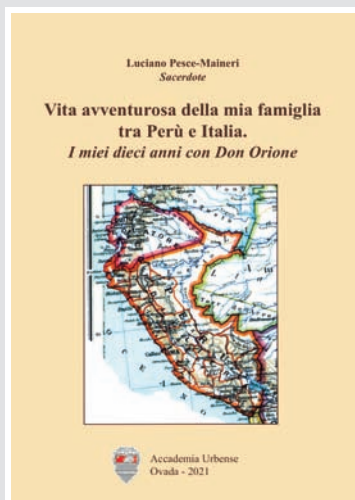 Luciano Pesce-Maineri
Sacerdote
Vita avventurosa della mia famiglia
tra Perù e Italia.
I miei dieci anni con Don Orione
Accademia Urbense
Ovada - 2021